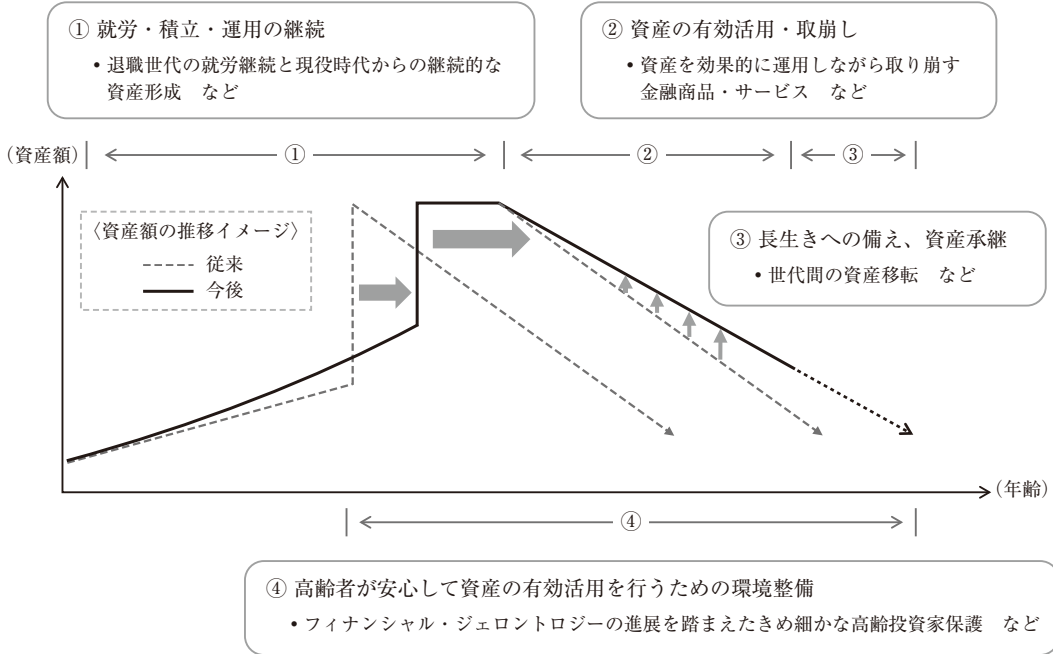 ① 就労・積立・運用の継続
• 退職世代の就労継続と現役時代からの継続的な
資産形成　など
② 資産の有効活用・取崩し
• 資産を効果的に運用しながら取り崩す
金融商品・サービス　など
（資産額）
①
②
③
〈資産額の推移イメージ〉
従来
今後
③ 長生きへの備え、資産承継
• 世代間の資産移転　など
（年齢）
④
④ 高齢者が安心して資産の有効活用を行うための環境整備
• フィナンシャル・ジェロントロジーの進展を踏まえたきめ細かな高齢投資家保護　など